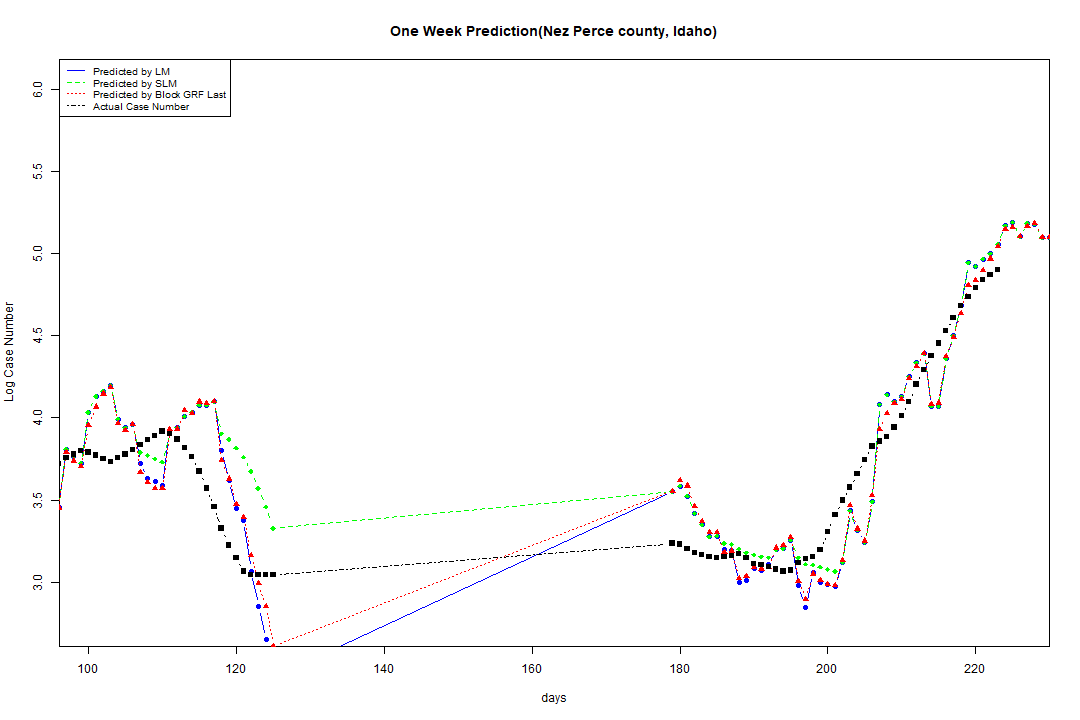 One Week Prediction(Nez Perce county, Idaho)
Predicted by LM
Predicted by SLM
Predicted by Block GRF Last
Actual Case Number
Log Case Number
6.0
5.5
5.0
4.5
4.0
3.5
3.0
100 120 140 160 180 200 220
days